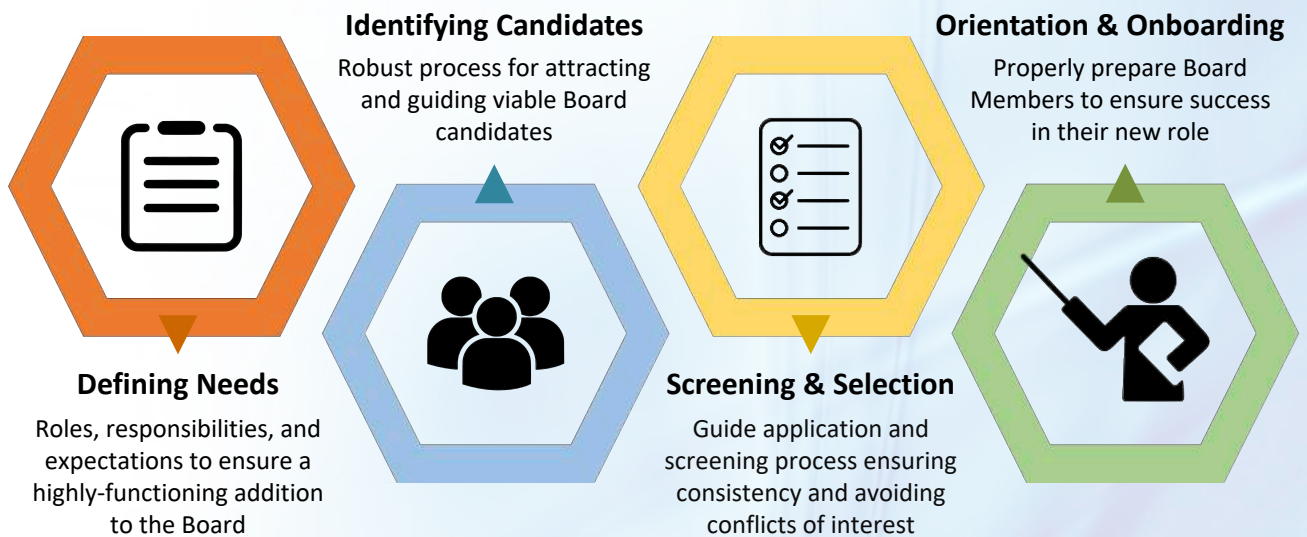 Defining Needs
Roles, responsibilities, and
expectations to ensure a
highly-functioning addition
to the Board
Identifying Candidates
Robust process for attracting
and guiding viable Board
candidates
Screening & Selection
Guide application and
screening process ensuring
consistency and avoiding
conflicts of interest
Orientation & Onboarding
Properly prepare Board
Members to ensure success
in their new role